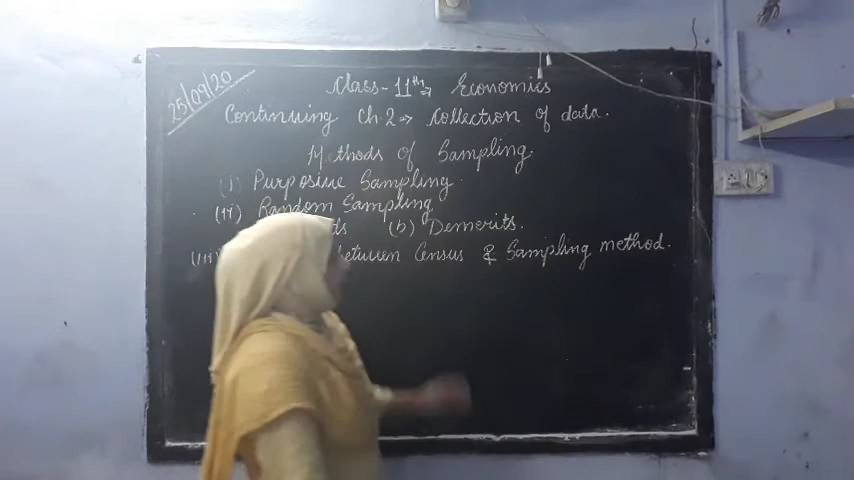 25/09/20
Class-11th⇒ Economics
Continuing Ch.2⇒ Collection of data.
Methods of Sampling.
(i) Purposive Sampling.
(ii) Random Sampling
(b) Demerits.
(iii) between Census & Sampling method.